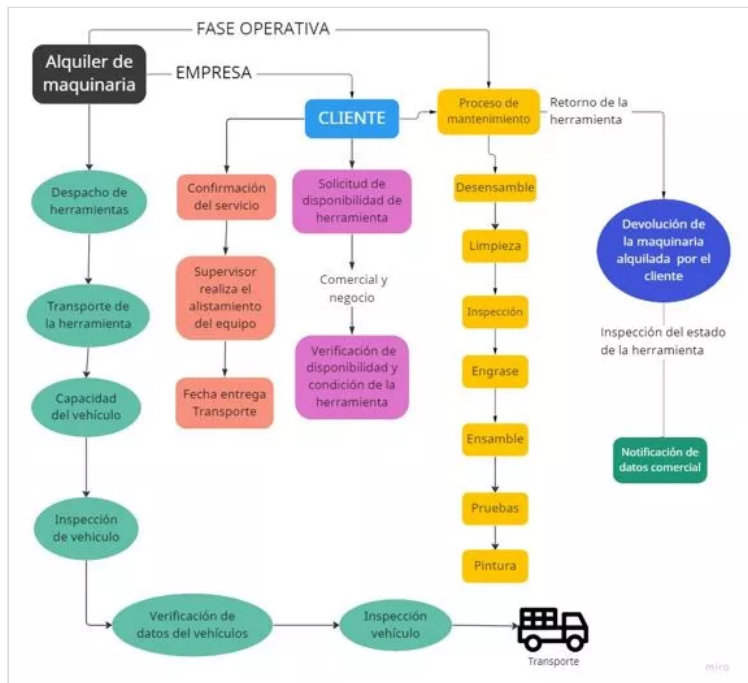 FASE OPERATIVA
Alquiler de
maquinaria
EMPRESA
CLIENTE
Proceso de
mantenimiento
Retorno de la
herramienta
Despacho de
herramientas
Transporte de
la herramienta
Capacidad
del vehículo
Inspección
de vehiculo
Verificación de
datos del vehículos
Inspección
vehículo
Transporte
Confirmación
del servicio
Supervisor
realiza el
alistamiento
del equipo
Fecha entrega
Transporte
Solicitud de
disponibilidad de
herramienta
Comercial y
negocio
Verificación de
disponibilidad y
condición de la
herramienta
Desensamble
Limpieza
Inspección
Engrase
Ensamble
Pruebas
Pintura
Devolución de
la maquinaria
alquilada por el
cliente
Inspección del estado
de la herramienta
Notificación de
datos comercial
miro